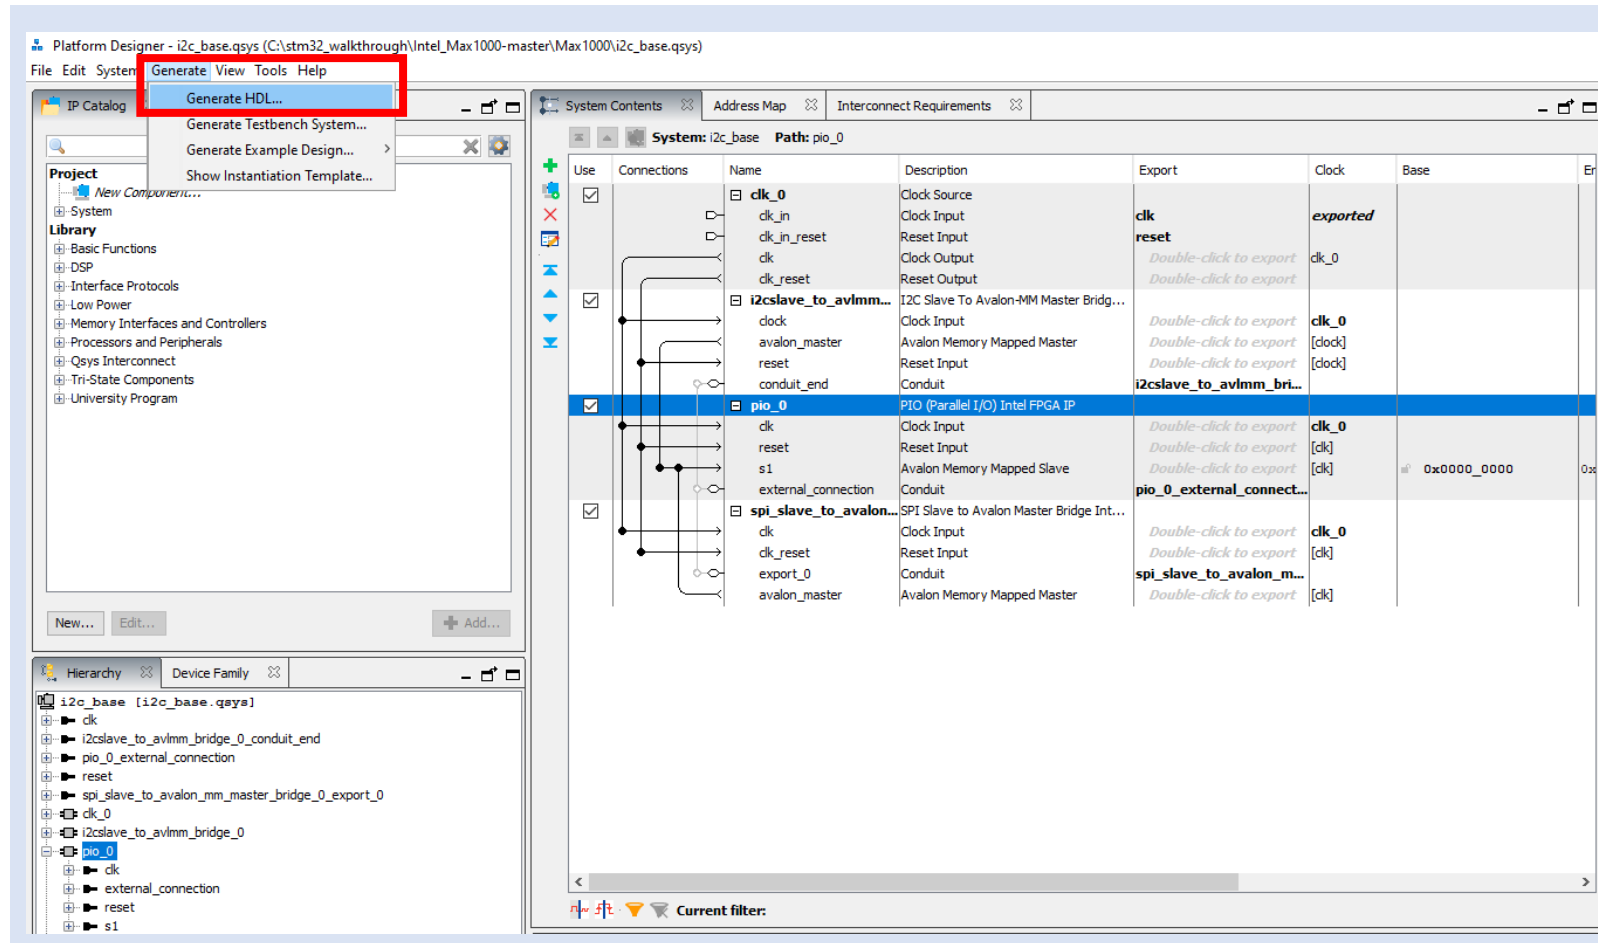 Platform Designer - i2c_base.qsys (C:\stm32_walkthrough\Intel_Max1000-master\Max1000\i2c_base.qsys)
File Edit System Generate View Tools Help
Generate HDL...
Generate Testbench System...
Generate Example Design...
Show Instantiation Template...
IP Catalog
Project
New Component...
System
Library
Basic Functions
DSP
Interface Protocols
Low Power
Memory Interfaces and Controllers
Processors and Peripherals
Qsys Interconnect
Tri-State Components
University Program
New... Edit... Add...
Hierarchy Device Family
i2c_base [i2c_base.qsys]
clk
i2cslave_to_avlmm_bridge_0_conduit_end
pio_0_external_connection
reset
spi_slave_to_avalon_mm_master_bridge_0_export_0
clk_0
i2cslave_to_avlmm_bridge_0
pio_0
clk
external_connection
reset
s1
System Contents Address Map Interconnect Requirements
System: i2c_base Path: pio_0
Use Connections Name Description Export Clock Base
clk_0 Clock Source
clk_in Clock Input clk exported
clk_in_reset Reset Input reset
clk Clock Output Double-click to export clk_0
clk_reset Reset Output Double-click to export
i2cslave_to_avlmm... I2C Slave To Avalon-MM Master Bridg...
clock Clock Input Double-click to export clk_0
avalon_master Avalon Memory Mapped Master Double-click to export [clock]
reset Reset Input Double-click to export [clock]
conduit_end Conduit i2cslave_to_avlmm_bri...
pio_0 PIO (Parallel I/O) Intel FPGA IP
clk Clock Input Double-click to export clk_0
reset Reset Input Double-click to export [clk]
s1 Avalon Memory Mapped Slave Double-click to export [clk] 0x0000_0000 0x
external_connection Conduit pio_0_external_connect...
spi_slave_to_avalon... SPI Slave to Avalon Master Bridge Int...
clk Clock Input Double-click to export clk_0
clk_reset Reset Input Double-click to export [clk]
export_0 Conduit spi_slave_to_avalon_m...
avalon_master Avalon Memory Mapped Master Double-click to export [clk]
Current filter: